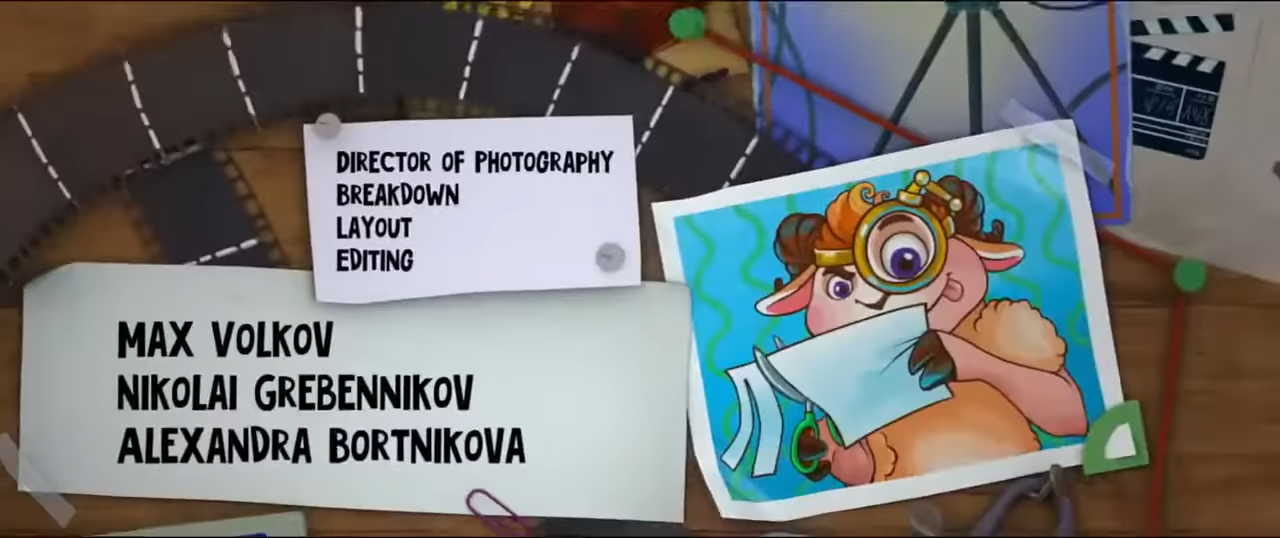 DIRECTOR OF PHOTOGRAPHY
BREAKDOWN
LAYOUT
EDITING
MAX VOLKOV
NIKOLAI GREBENNIKOV
ALEXANDRA BORTNIKOVA